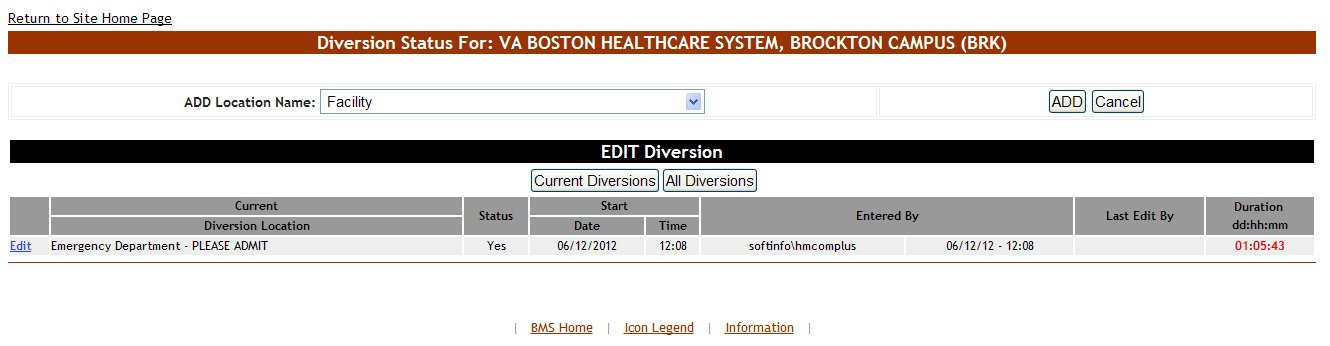 Return to Site Home Page
Diversion Status For: VA BOSTON HEALTHCARE SYSTEM, BROCKTON CAMPUS (BRK)
ADD Location Name: Facility ADD Cancel
EDIT Diversion
Current Diversions All Diversions
Current Status Start Entered By Last Edit By Duration dd:hh:mm
Diversion Location Date Time
Edit Emergency Department - PLEASE ADMIT Yes 06/12/2012 12:08 softinfo\hmcomplus 06/12/12 - 12:08 01:05:43
| BMS Home | Icon Legend | Information |